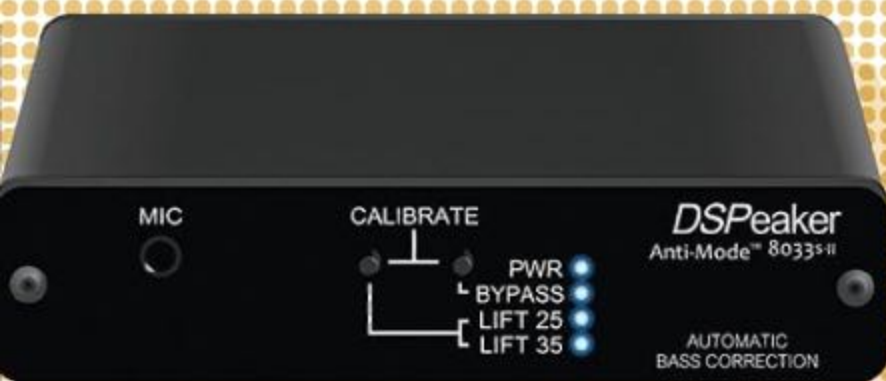 MIC
CALIBRATE
PWR
BYPASS
LIFT 25
LIFT 35
DSPeaker
Anti-Mode™ 8033S-II
AUTOMATIC
BASS CORRECTION